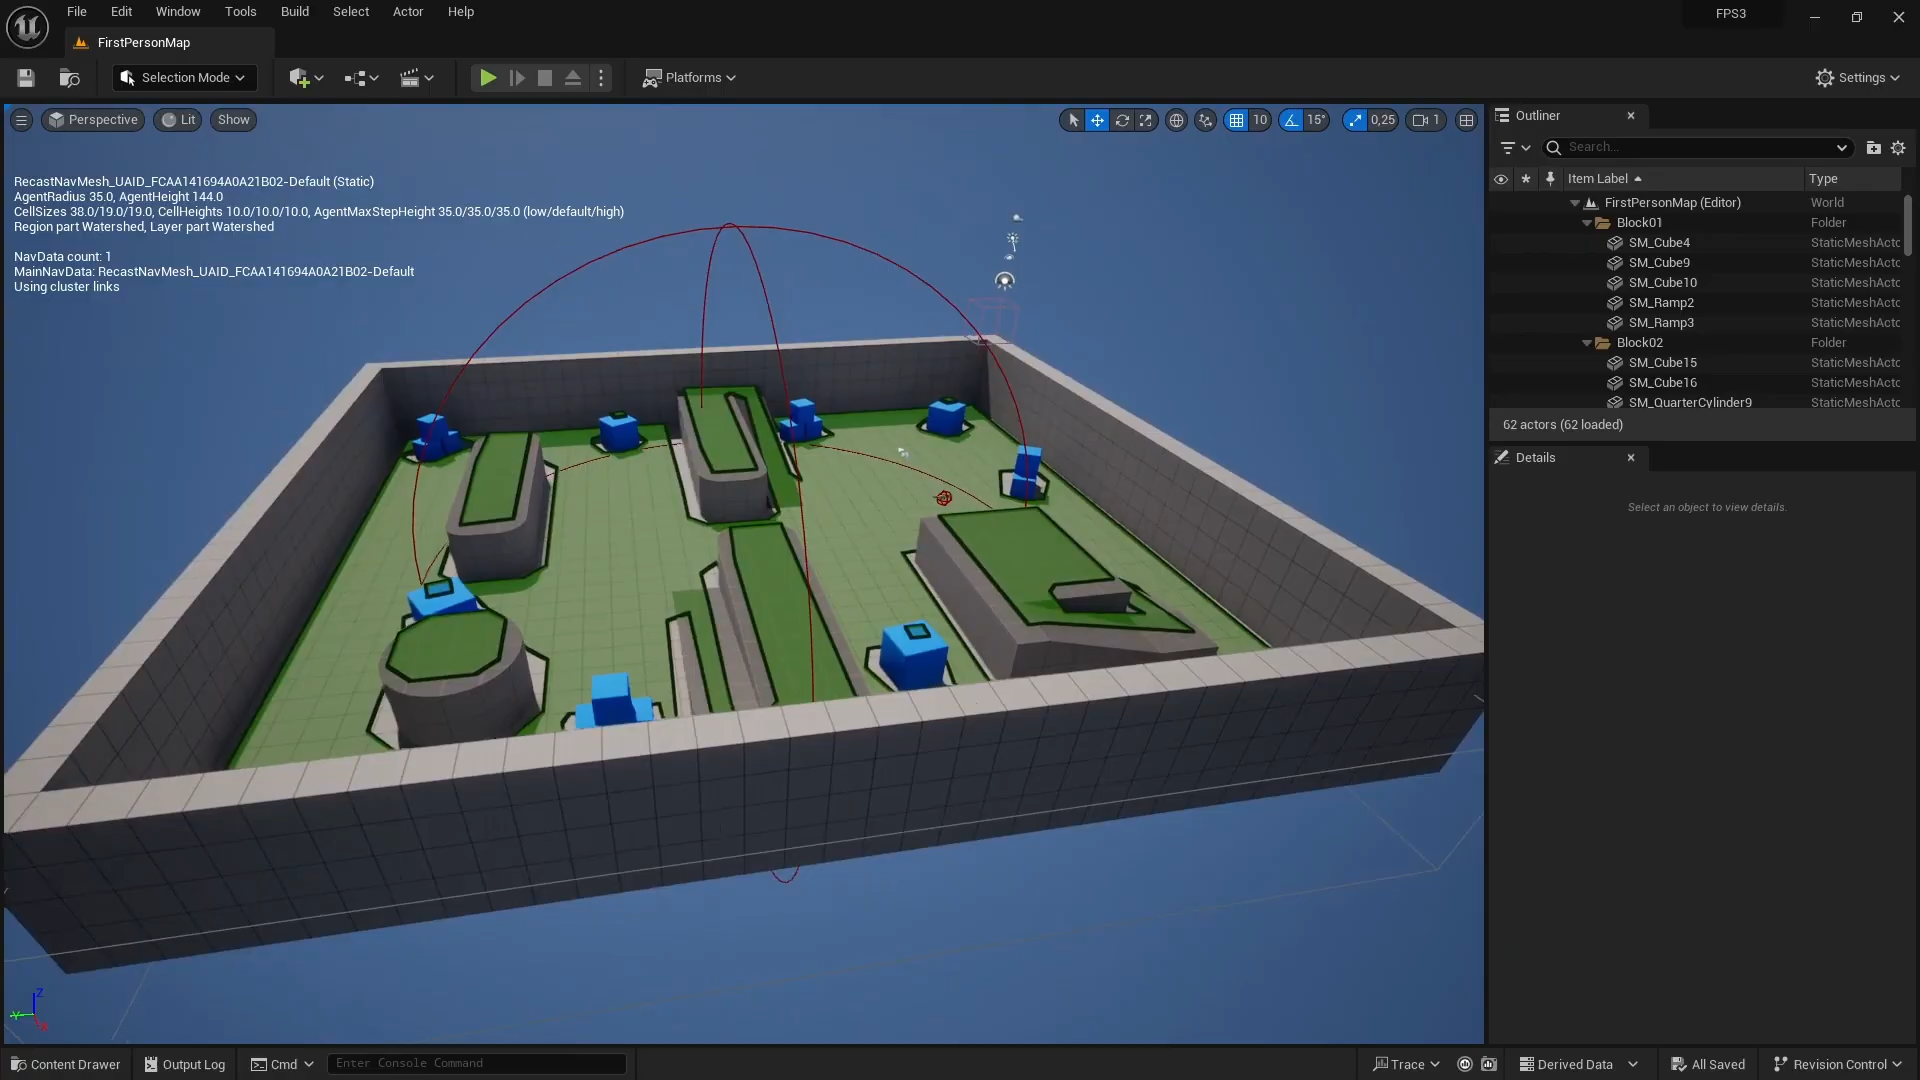 File Edit Window Tools Build Select Actor Help
FPS3
FirstPersonMap
Selection Mode
Platforms
Settings
Perspective
Lit
Show
10
15°
0,25
1
RecastNavMesh_UAID_FCAA141694A0A21B02-Default (Static)
AgentRadius 35.0, AgentHeight 144.0
CellSizes 38.0/19.0/19.0, CellHeights 10.0/10.0/10.0, AgentMaxStepHeight 35.0/35.0/35.0 (low/default/high)
Region part Watershed, Layer part Watershed
NavData count: 1
MainNavData: RecastNavMesh_UAID_FCAA141694A0A21B02-Default
Using cluster links
Z
Y
X
Outliner
Search...
Item Label Type
FirstPersonMap (Editor) World
Block01 Folder
SM_Cube4 StaticMeshActo
SM_Cube9 StaticMeshActo
SM_Cube10 StaticMeshActo
SM_Ramp2 StaticMeshActo
SM_Ramp3 StaticMeshActo
Block02 Folder
SM_Cube15 StaticMeshActo
SM_Cube16 StaticMeshActo
SM_QuarterCylinder9 StaticMeshActo
62 actors (62 loaded)
Details
Select an object to view details.
Content Drawer
Output Log
Cmd
Enter Console Command
Trace
Derived Data
All Saved
Revision Control